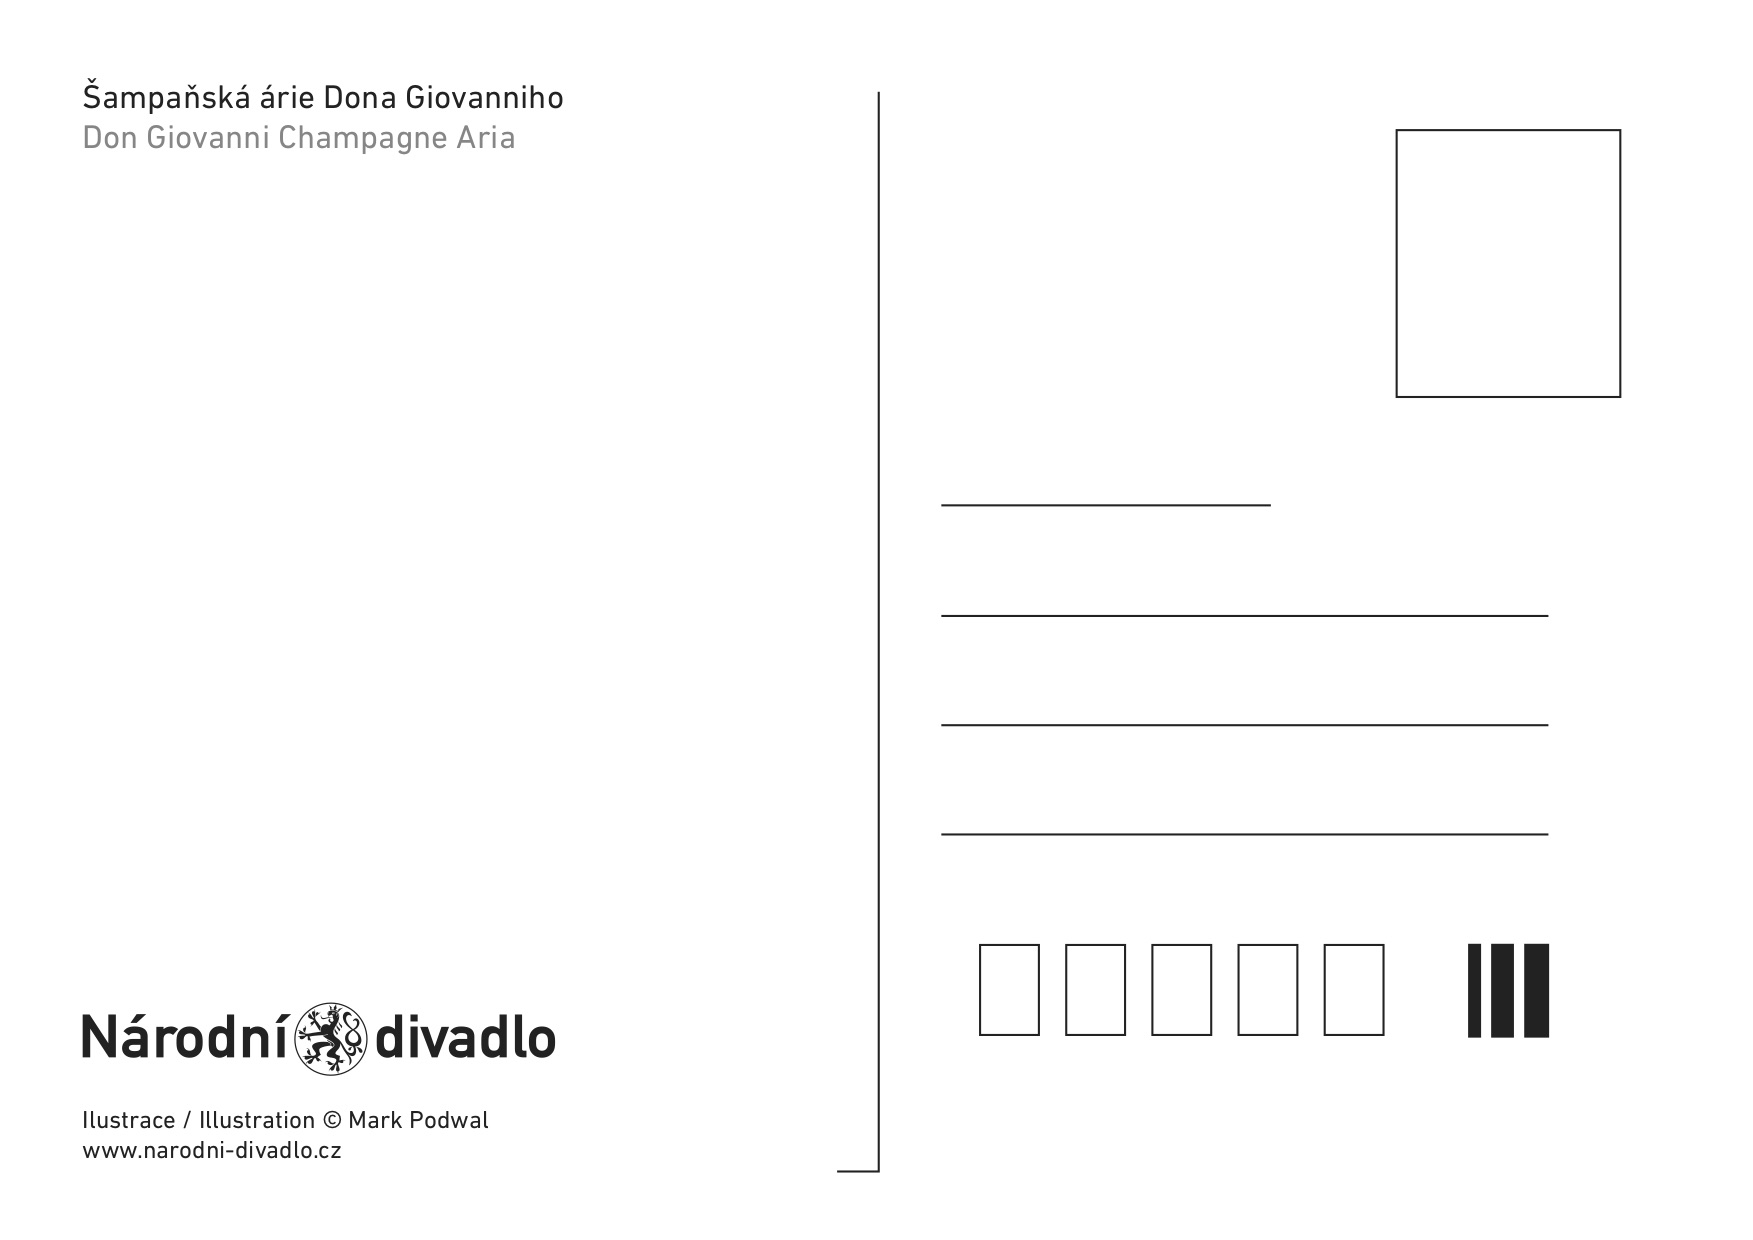 Šampaňská árie Dona Giovanniho
Don Giovanni Champagne Aria
Národní divadlo
Ilustrace / Illustration © Mark Podwal
www.narodni-divadlo.cz